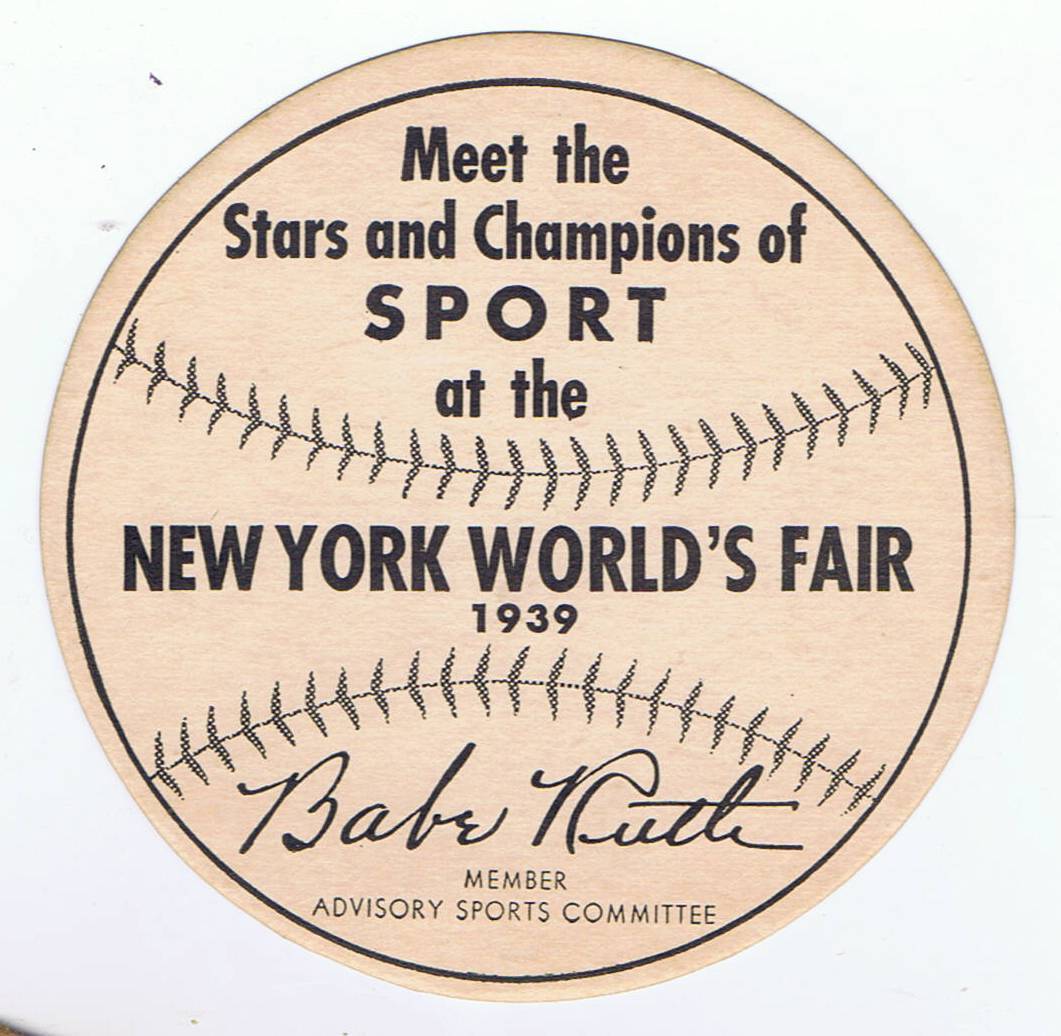 Meet the
Stars and Champions of
SPORT
at the
NEW YORK WORLD'S FAIR
1939
Babe Ruth
MEMBER
ADVISORY SPORTS COMMITTEE